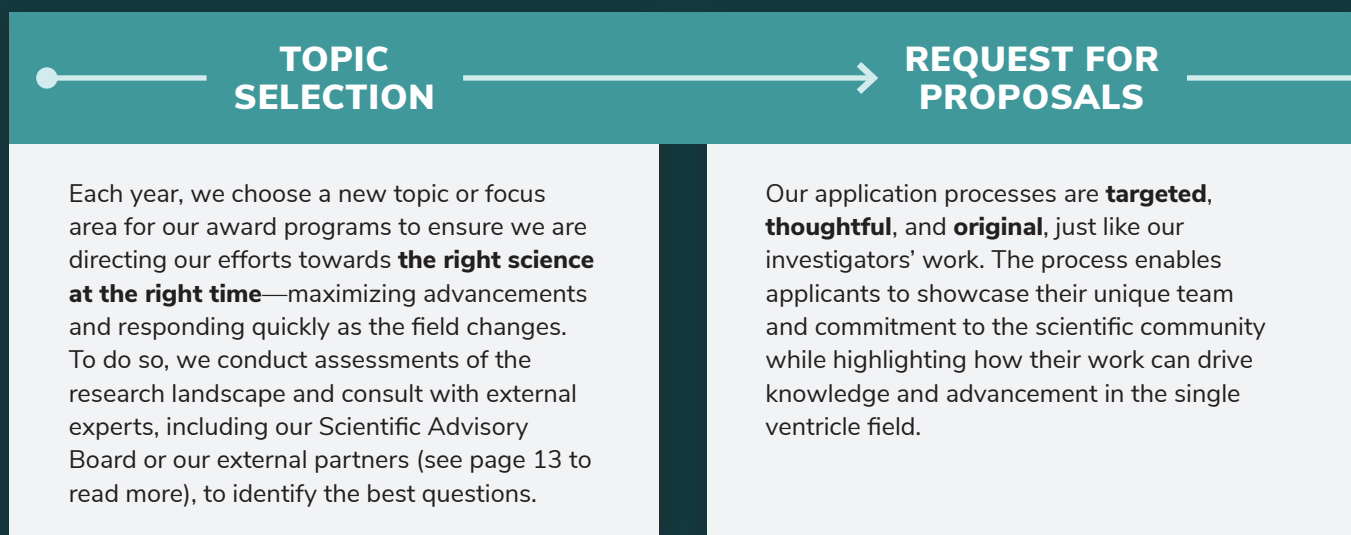 TOPIC
SELECTION
Each year, we choose a new topic or focus
area for our award programs to ensure we are
directing our efforts towards the right science
at the right time—maximizing advancements
and responding quickly as the field changes.
To do so, we conduct assessments of the
research landscape and consult with external
experts, including our Scientific Advisory
Board or our external partners (see page 13 to
read more), to identify the best questions.
REQUEST FOR
PROPOSALS
Our application processes are targeted,
thoughtful, and original, just like our
investigators’ work. The process enables
applicants to showcase their unique team
and commitment to the scientific community
while highlighting how their work can drive
knowledge and advancement in the single
ventricle field.